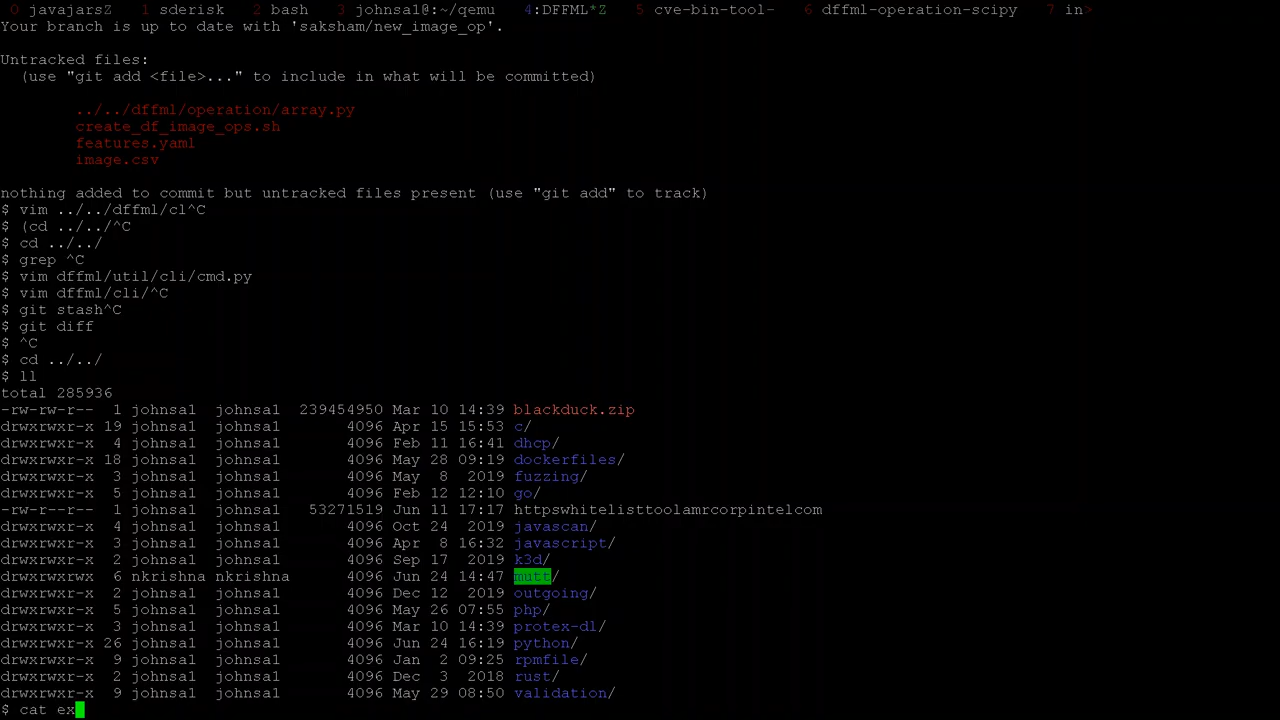 0 javajarsZ  1 sderisk  2 bash  3 johnsa1@:~/qemu  4:DFFML*Z  5 cve-bin-tool-  6 dffml-operation-scipy  7 in>
Your branch is up to date with 'saksham/new_image_op'.
Untracked files:
  (use "git add <file>..." to include in what will be committed)
        ../../dffml/operation/array.py
        create_df_image_ops.sh
        features.yaml
        image.csv
nothing added to commit but untracked files present (use "git add" to track)
$ vim ../../dffml/cl^C
$ (cd ../../^C
$ cd ../../
$ grep ^C
$ vim dffml/util/cli/cmd.py
$ vim dffml/cli/^C
$ git stash^C
$ git diff
$ ^C
$ cd ../../
$ ll
total 285936
-rw-rw-r--  1 johnsa1  johnsa1  239454950 Mar 10 14:39 blackduck.zip
drwxrwxr-x 19 johnsa1  johnsa1       4096 Apr 15 15:53 c/
drwxrwxr-x  4 johnsa1  johnsa1       4096 Feb 11 16:41 dhcp/
drwxrwxr-x 18 johnsa1  johnsa1       4096 May 28 09:19 dockerfiles/
drwxrwxr-x  3 johnsa1  johnsa1       4096 May  8  2019 fuzzing/
drwxrwxr-x  5 johnsa1  johnsa1       4096 Feb 12 12:10 go/
-rw-r--r--  1 johnsa1  johnsa1   53271519 Jun 11 17:17 httpswhitelisttoolamrcorpintelcom
drwxrwxr-x  4 johnsa1  johnsa1       4096 Oct 24  2019 javascan/
drwxrwxr-x  3 johnsa1  johnsa1       4096 Apr  8 16:32 javascript/
drwxrwxr-x  2 johnsa1  johnsa1       4096 Sep 17  2019 k3d/
drwxrwxrwx  6 nkrishna nkrishna      4096 Jun 24 14:47 mutt/
drwxrwxr-x  2 johnsa1  johnsa1       4096 Dec 12  2019 outgoing/
drwxrwxr-x  5 johnsa1  johnsa1       4096 May 26 07:55 php/
drwxrwxr-x  3 johnsa1  johnsa1       4096 Mar 10 14:39 protex-dl/
drwxrwxr-x 26 johnsa1  johnsa1       4096 Jun 24 16:19 python/
drwxrwxr-x  9 johnsa1  johnsa1       4096 Jan  2 09:25 rpmfile/
drwxrwxr-x  2 johnsa1  johnsa1       4096 Dec  3  2018 rust/
drwxrwxr-x  9 johnsa1  johnsa1       4096 May 29 08:50 validation/
$ cat ex